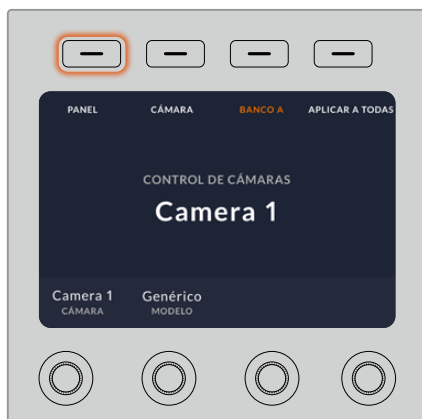 PANEL CÁMARA BANCO A APLICAR A TODAS
CONTROL DE CÁMARAS
Camera 1
Camera 1 Genérico
CÁMARA MODELO